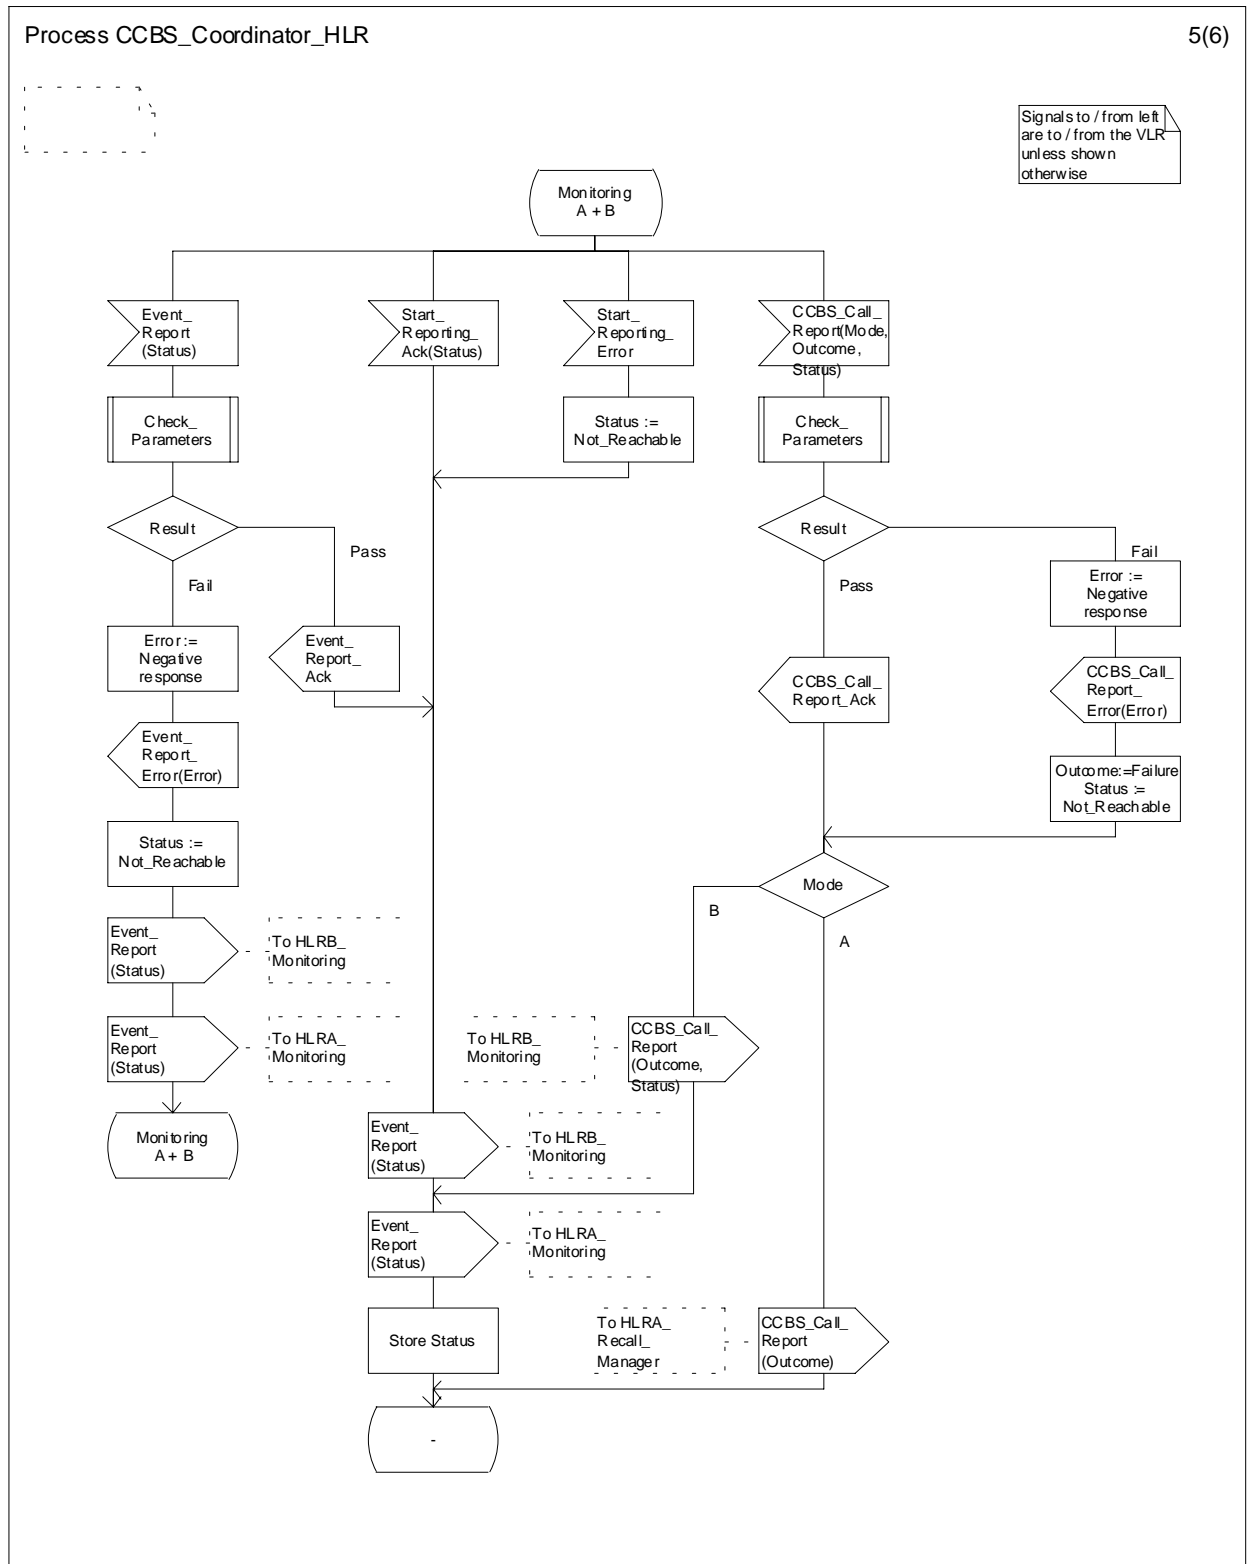 Process CCBS_Coordinator_HLR
5(6)
Signals to / from left
are to / from the VLR
unless shown
otherwise
Monitoring
A + B
Event_
Report
(Status)
Start_
Reporting_
Ack(Status)
Start_
Reporting_
Error
CCBS_Call_
Report(Mode,
Outcome,
Status)
Check_
Parameters
Status :=
Not_Reachable
Check_
Parameters
Result
Pass
Fail
Result
Pass
Fail
Error :=
Negative
response
Error :=
Negative
response
Event_
Report_
Ack
CCBS_Call_
Report_Ack
CCBS_Call_
Report_
Error(Error)
Event_
Report_
Error(Error)
Outcome:=Failure
Status :=
Not_Reachable
Status :=
Not_Reachable
Mode
B
A
Event_
Report
(Status)
To HLRB_
Monitoring
Event_
Report
(Status)
To HLRA_
Monitoring
To HLRB_
Monitoring
CCBS_Call_
Report
(Outcome,
Status)
Monitoring
A + B
Event_
Report
(Status)
To HLRB_
Monitoring
Event_
Report
(Status)
To HLRA_
Monitoring
Store Status
To HLRA_
Recall_
Manager
CCBS_Call_
Report
(Outcome)
-